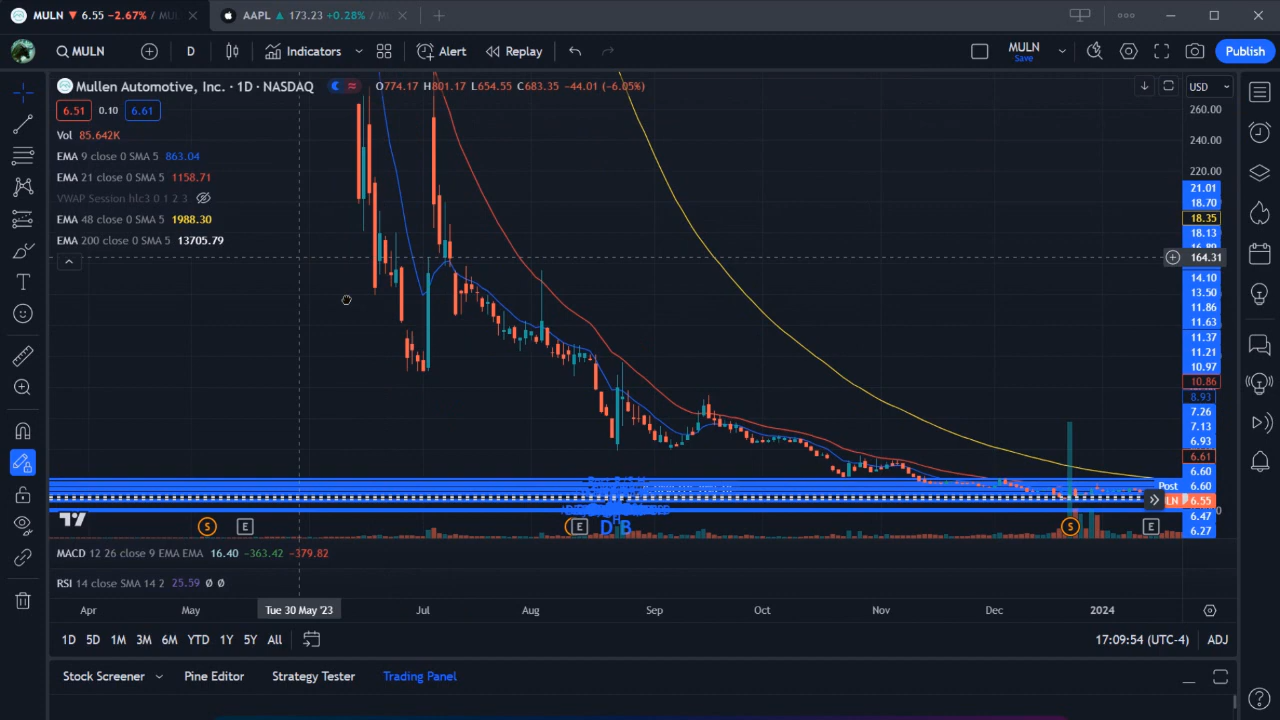 MULN ▼ 6.55 −2.67% / MUL
AAPL ▲ 173.23 +0.28% / M
MULN
D
Indicators
Alert
Replay
MULN
Save
Publish
Mullen Automotive, Inc. · 1D · NASDAQ
O774.17 H801.17 L654.55 C683.35 −44.01 (−6.05%)
USD
6.51 0.10 6.61
Vol 85.642K
EMA 9 close 0 SMA 5 863.04
EMA 21 close 0 SMA 5 1158.71
VWAP Session hlc3 0 1 2 3
EMA 48 close 0 SMA 5 1988.30
EMA 200 close 0 SMA 5 13705.79
260.00
240.00
220.00
21.01
18.70
18.35
18.13
164.31
14.10
13.50
11.86
11.63
11.37
11.21
10.97
10.86
8.93
7.26
7.13
6.93
6.61
6.60
Post 6.60
LN 6.55
6.47
6.27
D B
S E E S E
MACD 12 26 close 9 EMA EMA 16.40 −363.42 −379.82
RSI 14 close SMA 14 2 25.59 Ø Ø
Apr May Tue 30 May '23 Jul Aug Sep Oct Nov Dec 2024
1D 5D 1M 3M 6M YTD 1Y 5Y All
17:09:54 (UTC-4) ADJ
Stock Screener Pine Editor Strategy Tester Trading Panel